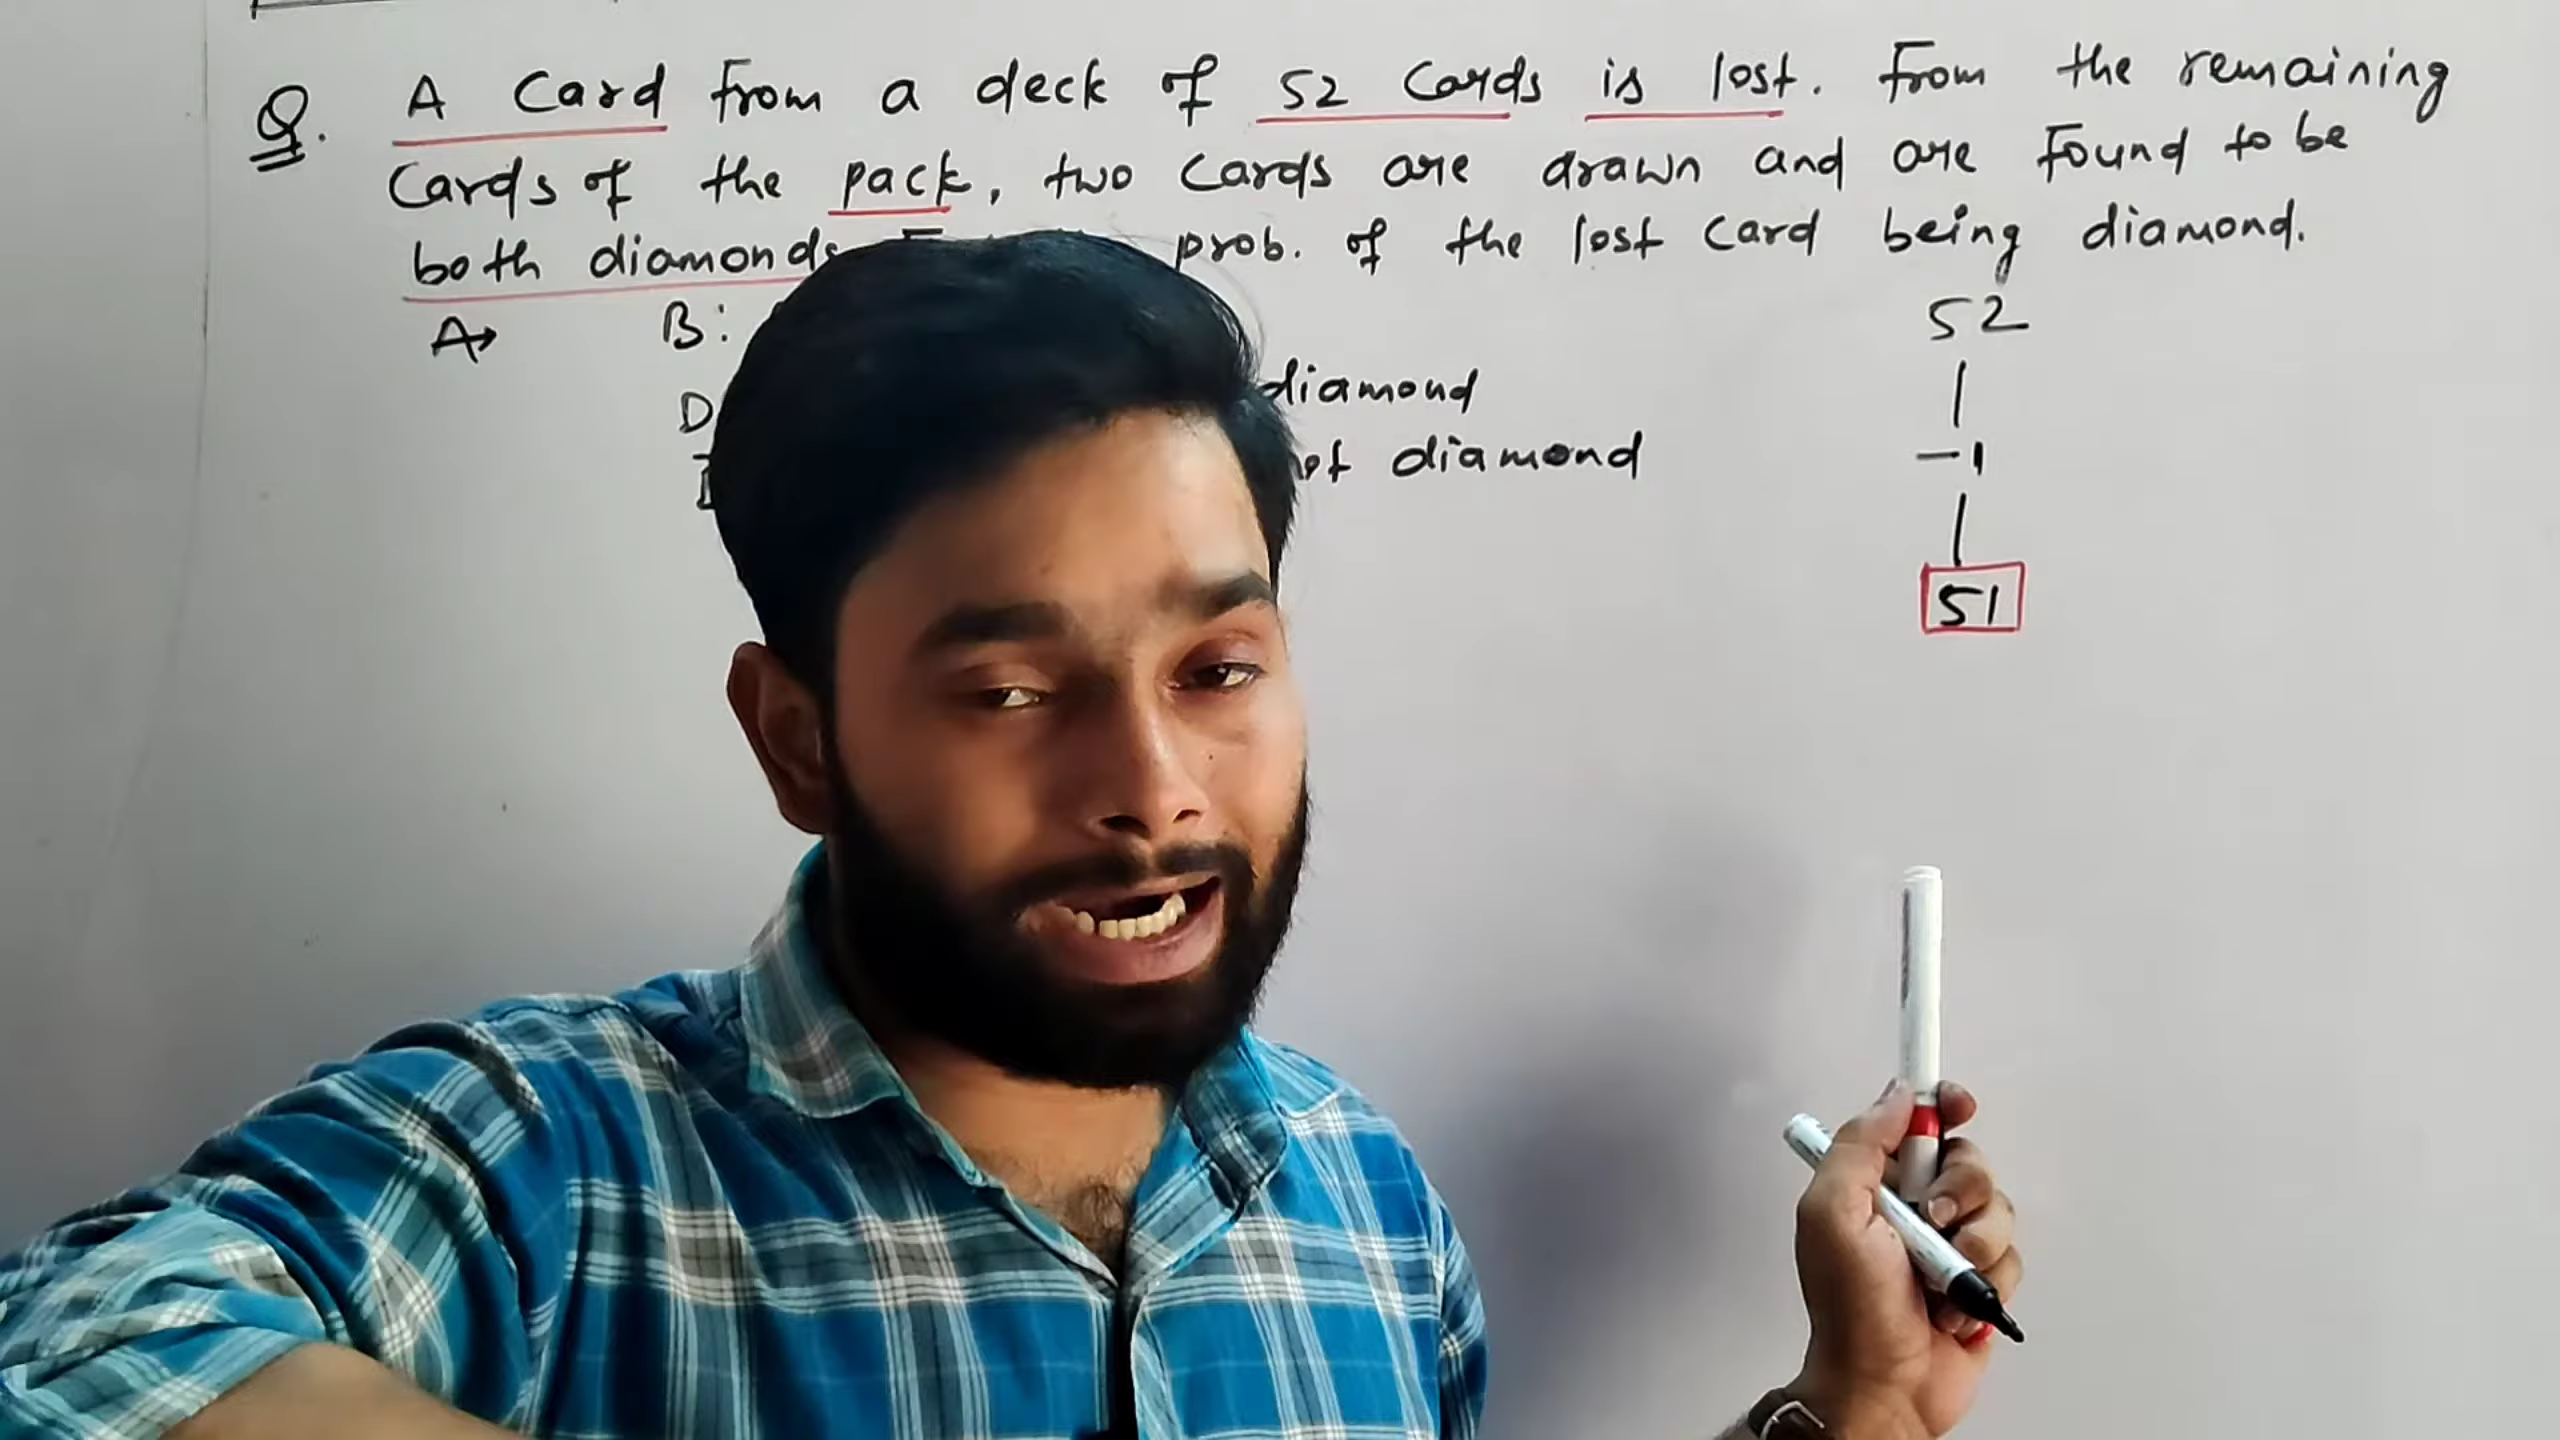 Q. A Card from a deck of 52 Cards is lost. From the remaining
Cards of the pack, two Cards are drawn and are found to be
both diamonds. prob. of the lost Card being diamond.
A→ B: 52
D diamond |
not diamond -1
|
51